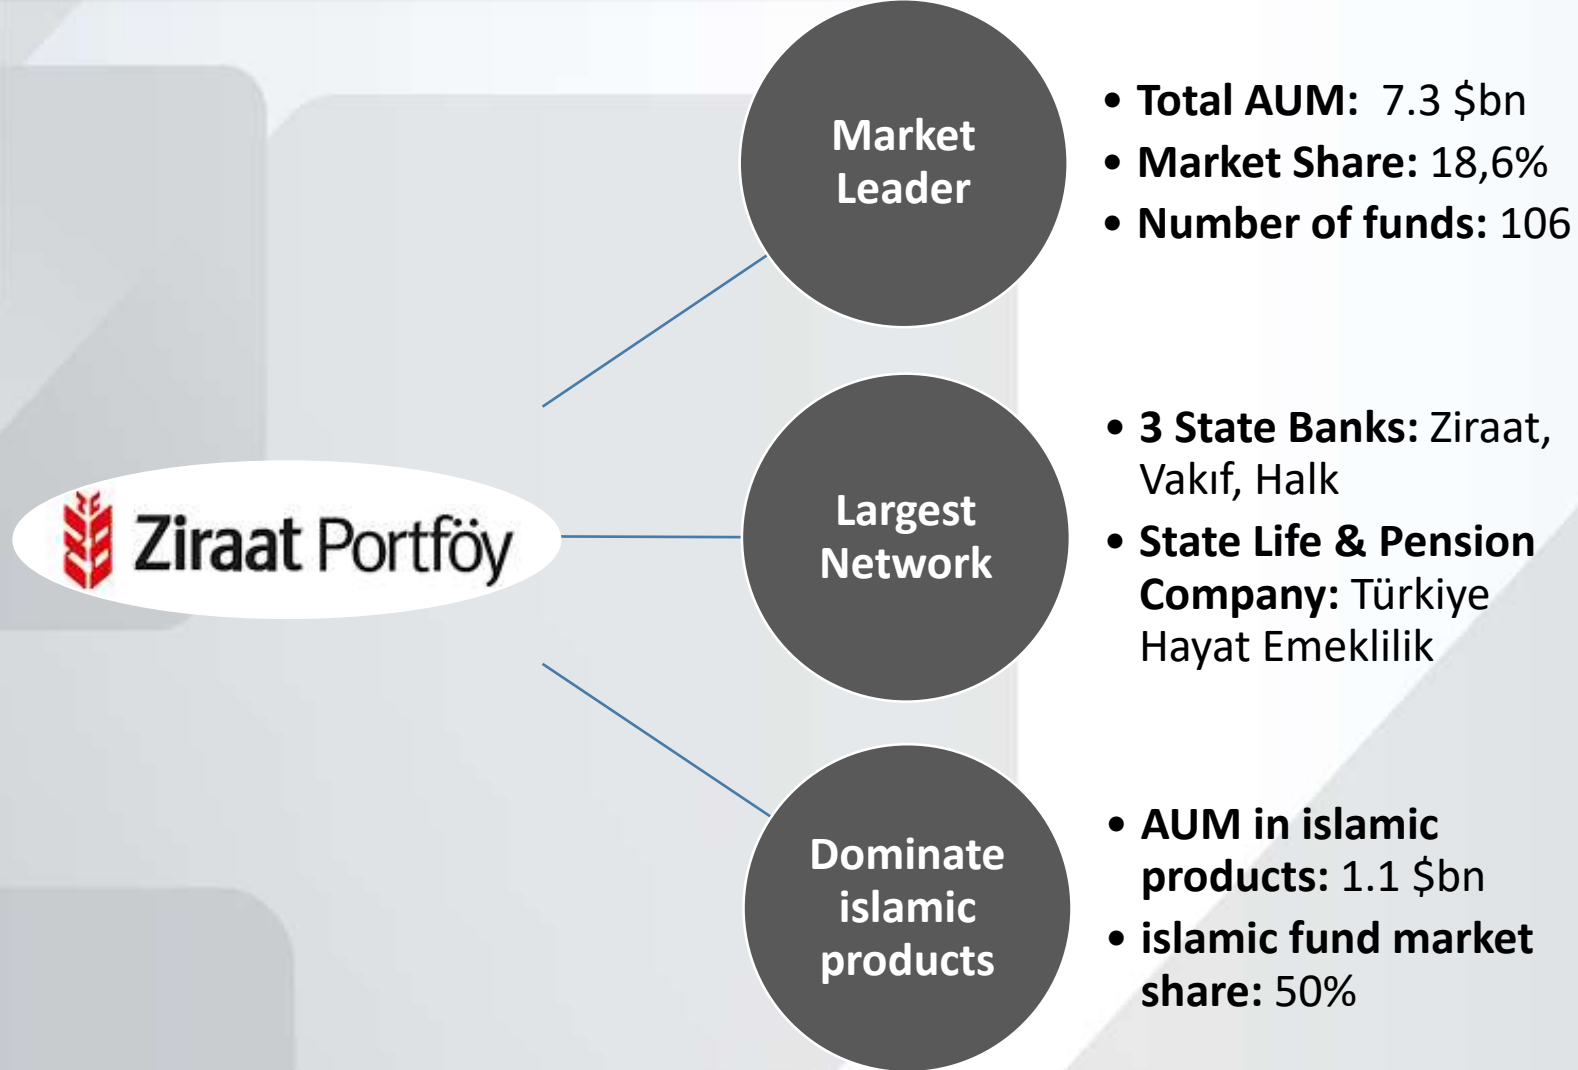 Market
Leader
• Total AUM: 7.3 $bn
• Market Share: 18,6%
• Number of funds: 106
Ziraat Portföy
Largest
Network
• 3 State Banks: Ziraat,
Vakıf, Halk
• State Life & Pension
Company: Türkiye
Hayat Emeklilik
Dominate
islamic
products
• AUM in islamic
products: 1.1 $bn
• islamic fund market
share: 50%